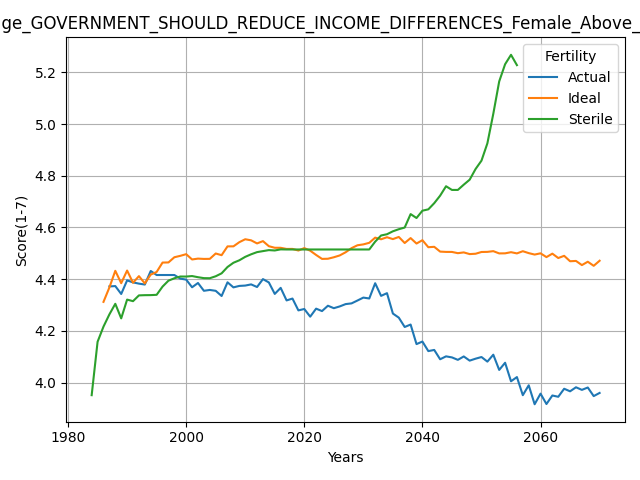 ge_GOVERNMENT_SHOULD_REDUCE_INCOME_DIFFERENCES_Female_Above_
Fertility
Actual
Ideal
Sterile
5.2
5.0
4.8
4.6
4.4
4.2
4.0
Score(1-7)
1980
2000
2020
2040
2060
Years